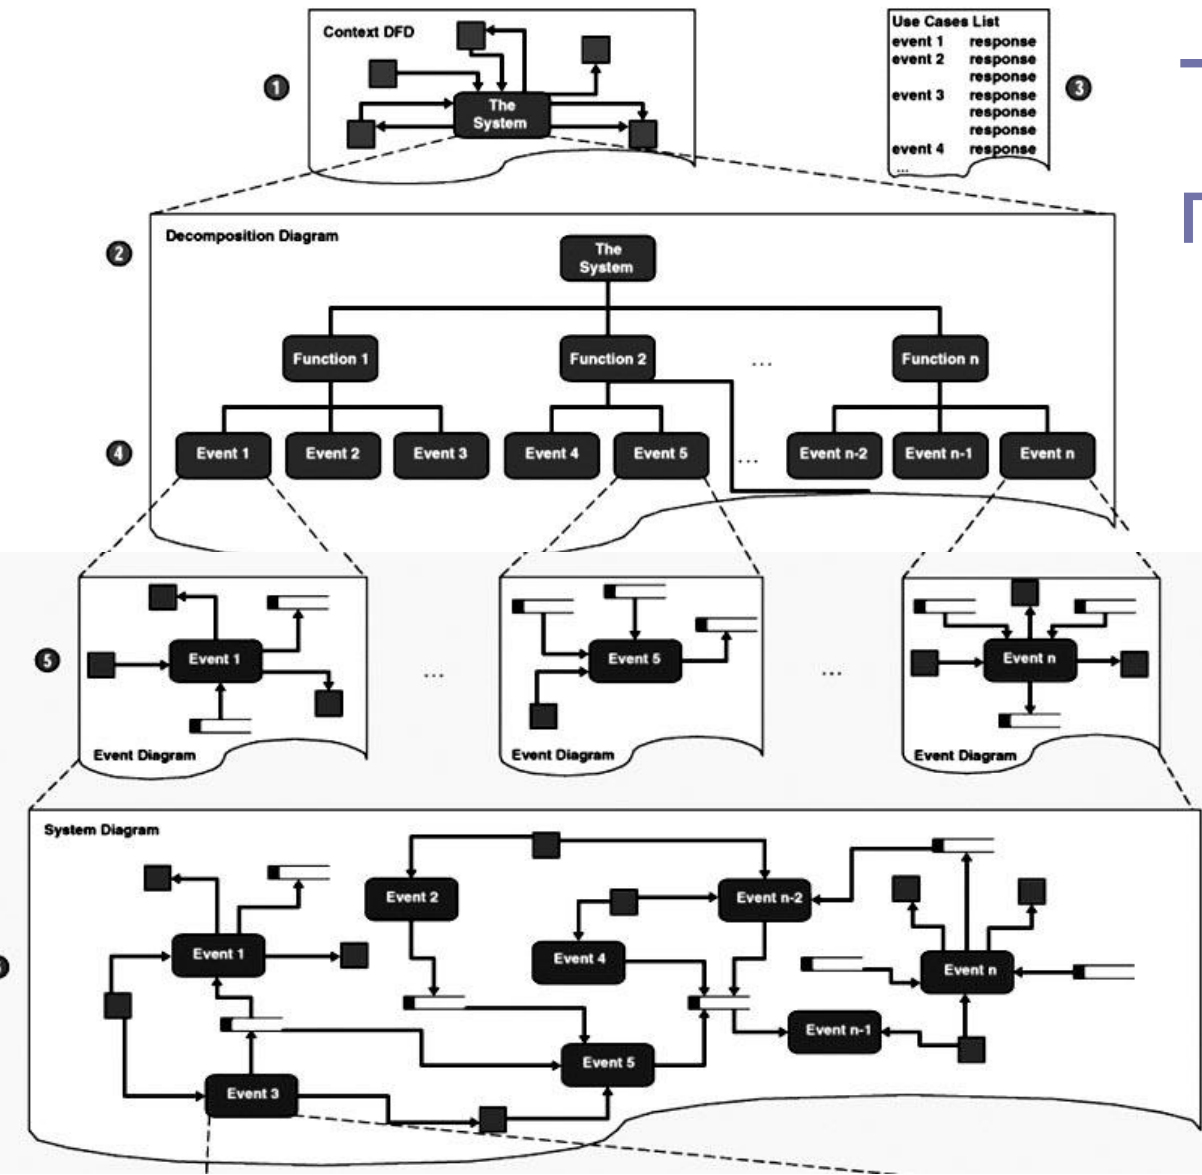 Context DFD
The
System
1
Use Cases List
event 1 response
event 2 response
response
event 3 response
response
response
event 4 response
...
3
2
Decomposition Diagram
The
System
Function 1
Function 2
...
Function n
4
Event 1
Event 2
Event 3
Event 4
Event 5
...
Event n-2
Event n-1
Event n
5
Event 1
Event Diagram
...
Event 5
Event Diagram
...
Event n
Event Diagram
System Diagram
Event 2
Event n-2
Event 1
Event 4
Event n
Event n-1
Event 5
Event 3